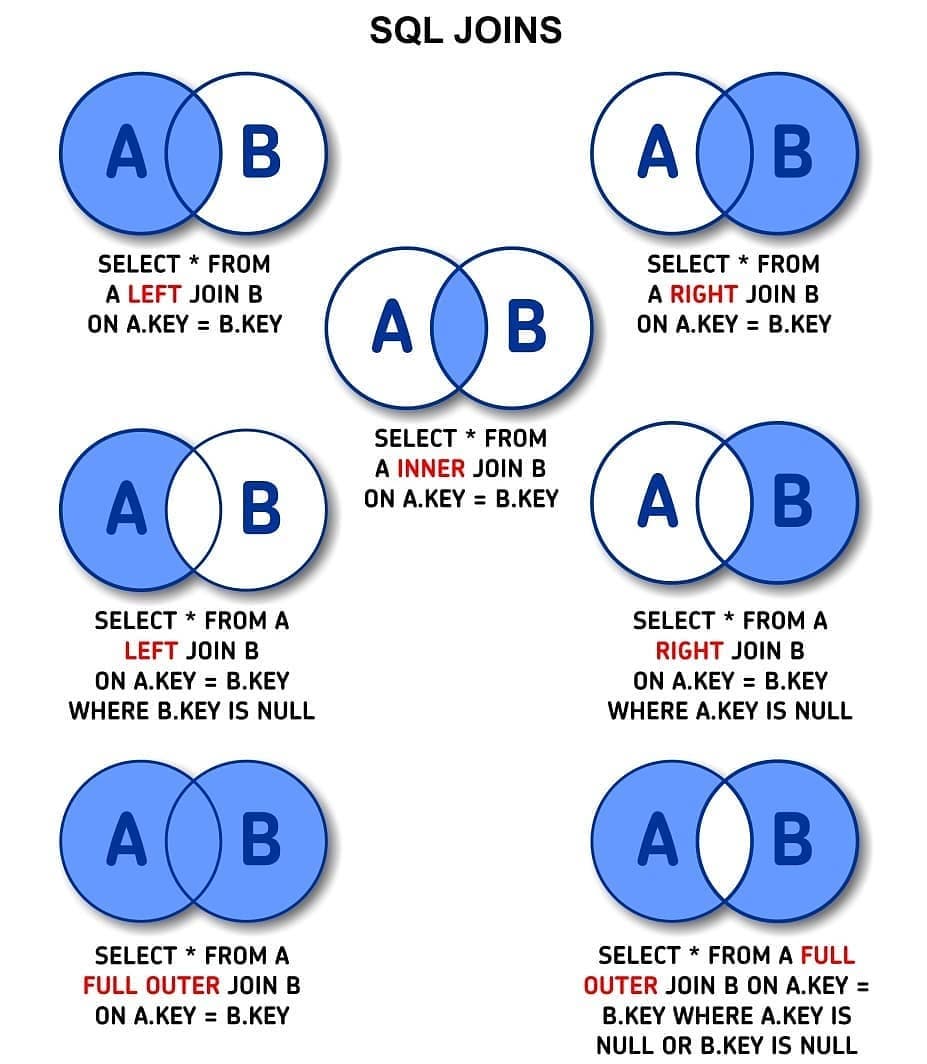 SQL JOINS
A B
SELECT * FROM
A LEFT JOIN B
ON A.KEY = B.KEY
A B
SELECT * FROM
A RIGHT JOIN B
ON A.KEY = B.KEY
A B
SELECT * FROM
A INNER JOIN B
ON A.KEY = B.KEY
A B
SELECT * FROM A
LEFT JOIN B
ON A.KEY = B.KEY
WHERE B.KEY IS NULL
A B
SELECT * FROM A
RIGHT JOIN B
ON A.KEY = B.KEY
WHERE A.KEY IS NULL
A B
SELECT * FROM A
FULL OUTER JOIN B
ON A.KEY = B.KEY
A B
SELECT * FROM A FULL
OUTER JOIN B ON A.KEY =
B.KEY WHERE A.KEY IS
NULL OR B.KEY IS NULL